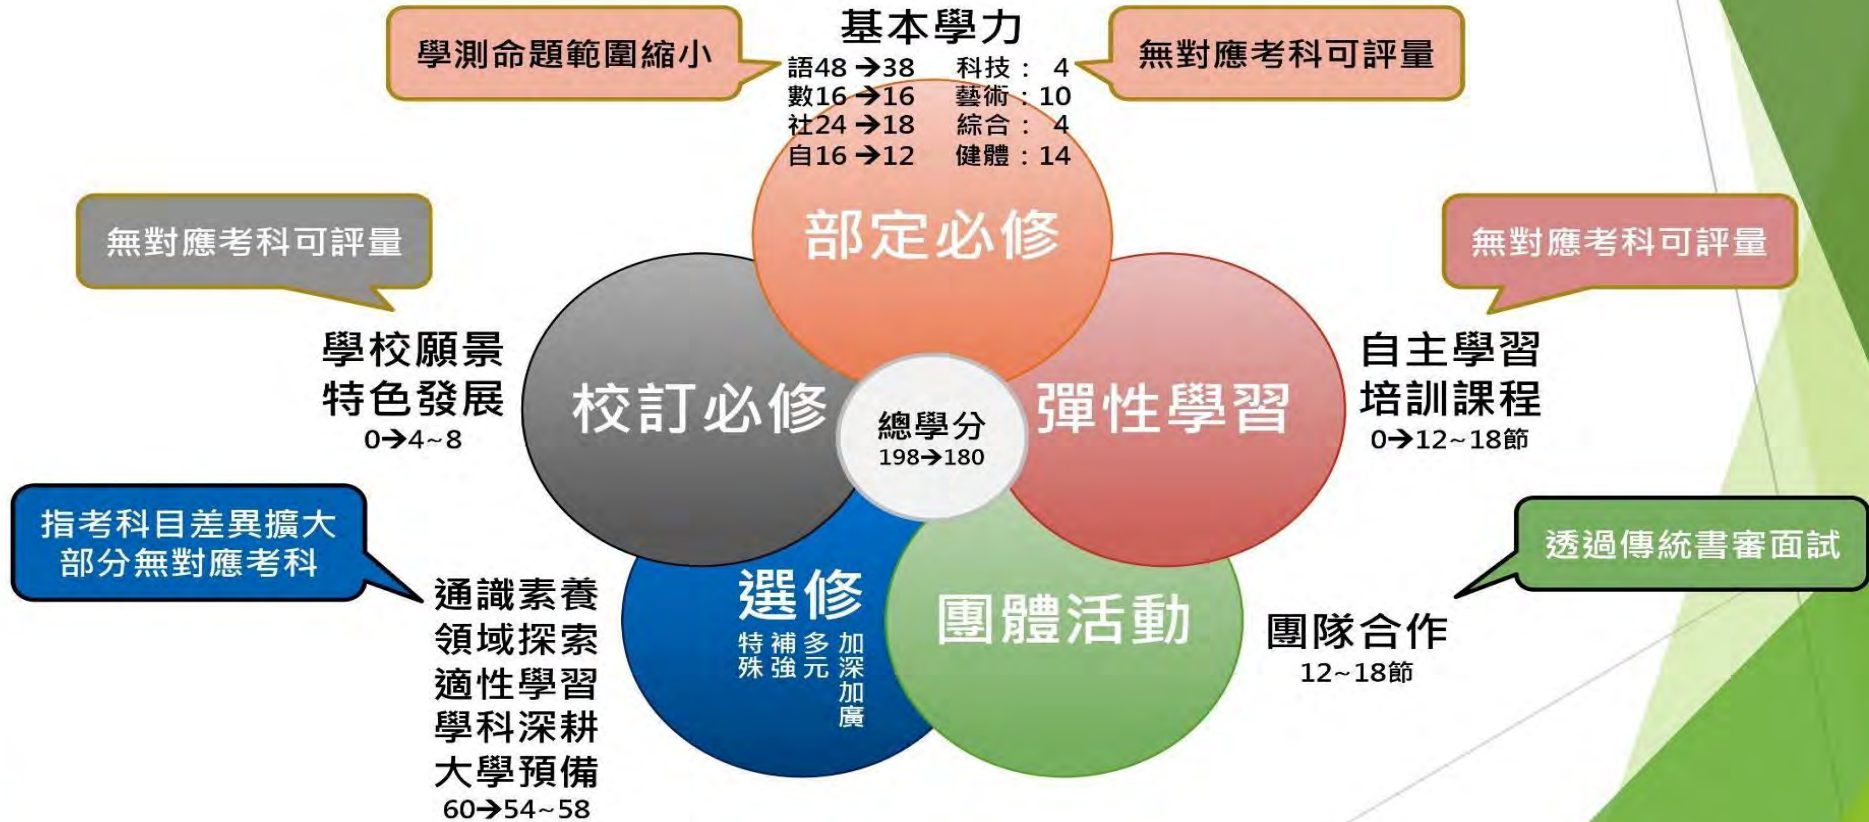 學測命題範圍縮小
基本學力
語48➔38 科技： 4
數16➔16 藝術：10
社24➔18 綜合： 4
自16➔12 健體：14
無對應考科可評量
部定必修
無對應考科可評量
學校願景
特色發展
0➔4~8
校訂必修
總學分
198➔180
彈性學習
無對應考科可評量
自主學習
培訓課程
0➔12~18節
指考科目差異擴大
部分無對應考科
通識素養
領域探索
適性學習
學科深耕
大學預備
60➔54~58
選修
加深加廣
多元
補強
特殊
團體活動
透過傳統書審面試
團隊合作
12~18節